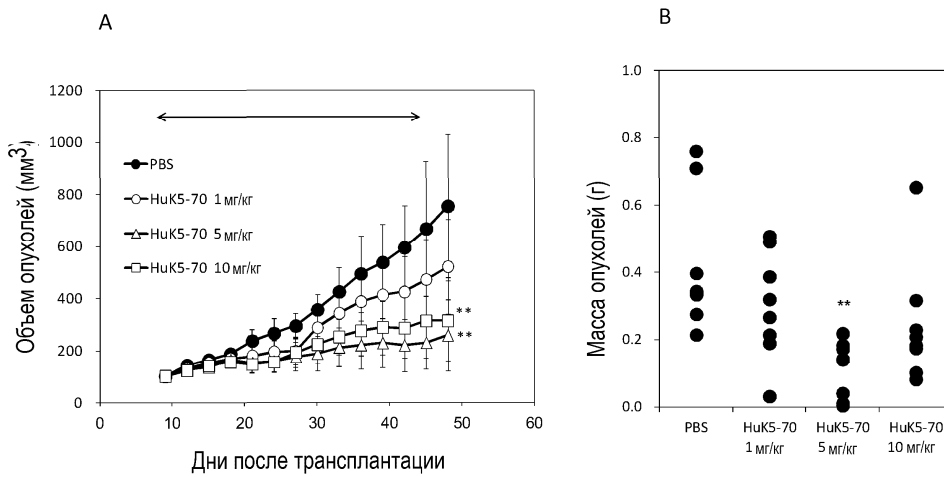 A
1200
1000
800
600
400
200
0
0
10
20
30
40
50
60
Объем опухолей (мм³)
Дни после трансплантации
PBS
HuK5-70 1 мг/кг
HuK5-70 5 мг/кг
HuK5-70 10 мг/кг
**
**
B
1.0
0.8
0.6
0.4
0.2
0.0
Масса опухолей (г)
**
PBS
HuK5-70
1 мг/кг
HuK5-70
5 мг/кг
HuK5-70
10 мг/кг